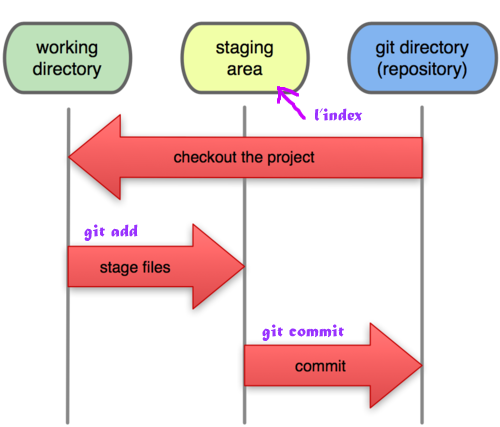 working
directory
staging
area
git directory
(repository)
l'index
checkout the project
git add
stage files
git commit
commit